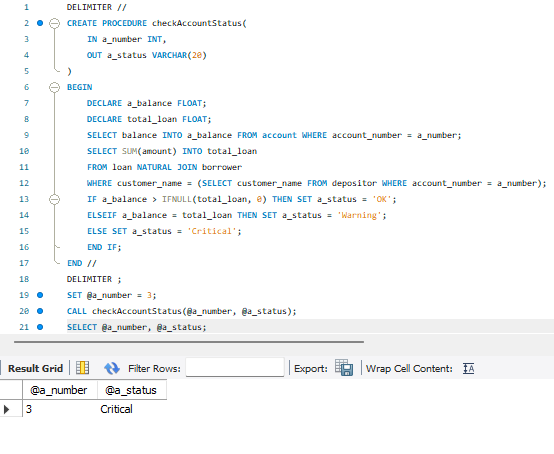 1 DELIMITER //
2 CREATE PROCEDURE checkAccountStatus(
3 IN a_number INT,
4 OUT a_status VARCHAR(20)
5 )
6 BEGIN
7 DECLARE a_balance FLOAT;
8 DECLARE total_loan FLOAT;
9 SELECT balance INTO a_balance FROM account WHERE account_number = a_number;
10 SELECT SUM(amount) INTO total_loan
11 FROM loan NATURAL JOIN borrower
12 WHERE customer_name = (SELECT customer_name FROM depositor WHERE account_number = a_number);
13 IF a_balance > IFNULL(total_loan, 0) THEN SET a_status = 'OK';
14 ELSEIF a_balance = total_loan THEN SET a_status = 'Warning';
15 ELSE SET a_status = 'Critical';
16 END IF;
17 END //
18 DELIMITER ;
19 SET @a_number = 3;
20 CALL checkAccountStatus(@a_number, @a_status);
21 SELECT @a_number, @a_status;
Result Grid Filter Rows: Export: Wrap Cell Content:
@a_number @a_status
3 Critical